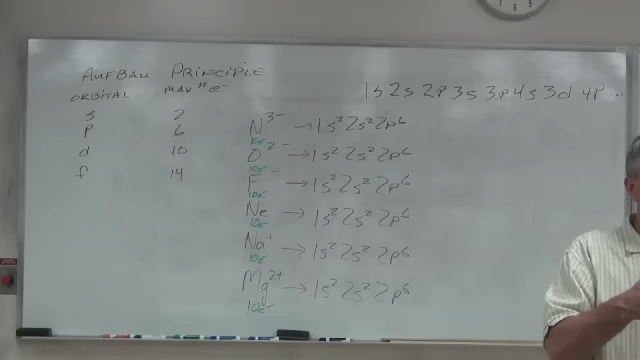 AUFBAU PRINCIPLE
ORBITAL MAX # e⁻
1s 2s 2p 3s 3p 4s 3d 4p ...
s 2
p 6
d 10
f 14
N³⁻ → 1s² 2s² 2p⁶
10e⁻
O²⁻ → 1s² 2s² 2p⁶
10e⁻
F⁻ → 1s² 2s² 2p⁶
10e⁻
Ne → 1s² 2s² 2p⁶
10e⁻
Na⁺ → 1s² 2s² 2p⁶
10e⁻
Mg²⁺ → 1s² 2s² 2p⁶
10e⁻